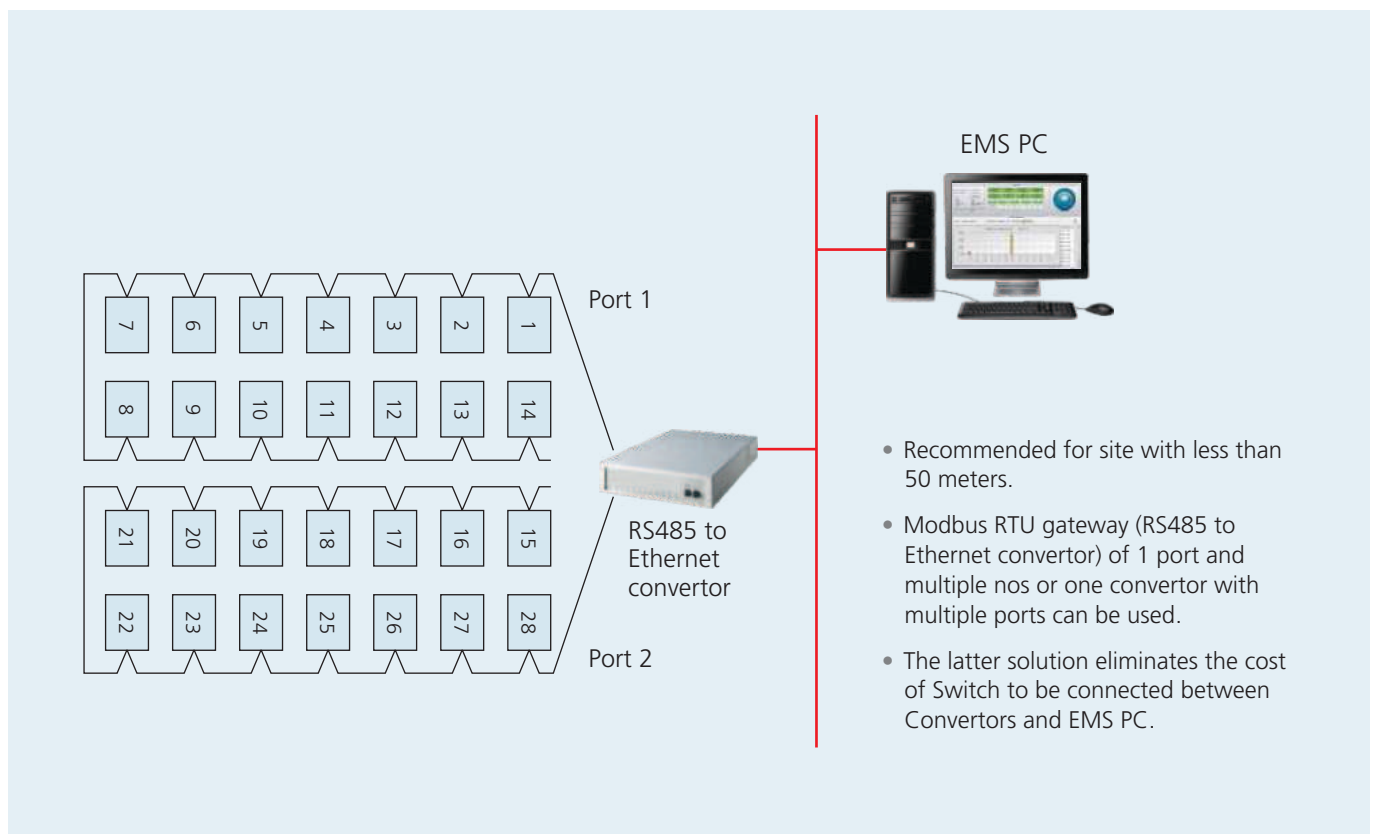 EMS PC
Port 1
7 6 5 4 3 2 1
8 9 10 11 12 13 14
RS485 to
Ethernet
convertor
21 20 19 18 17 16 15
22 23 24 25 26 27 28
Port 2
• Recommended for site with less than
50 meters.
• Modbus RTU gateway (RS485 to
Ethernet convertor) of 1 port and
multiple nos or one convertor with
multiple ports can be used.
• The latter solution eliminates the cost
of Switch to be connected between
Convertors and EMS PC.